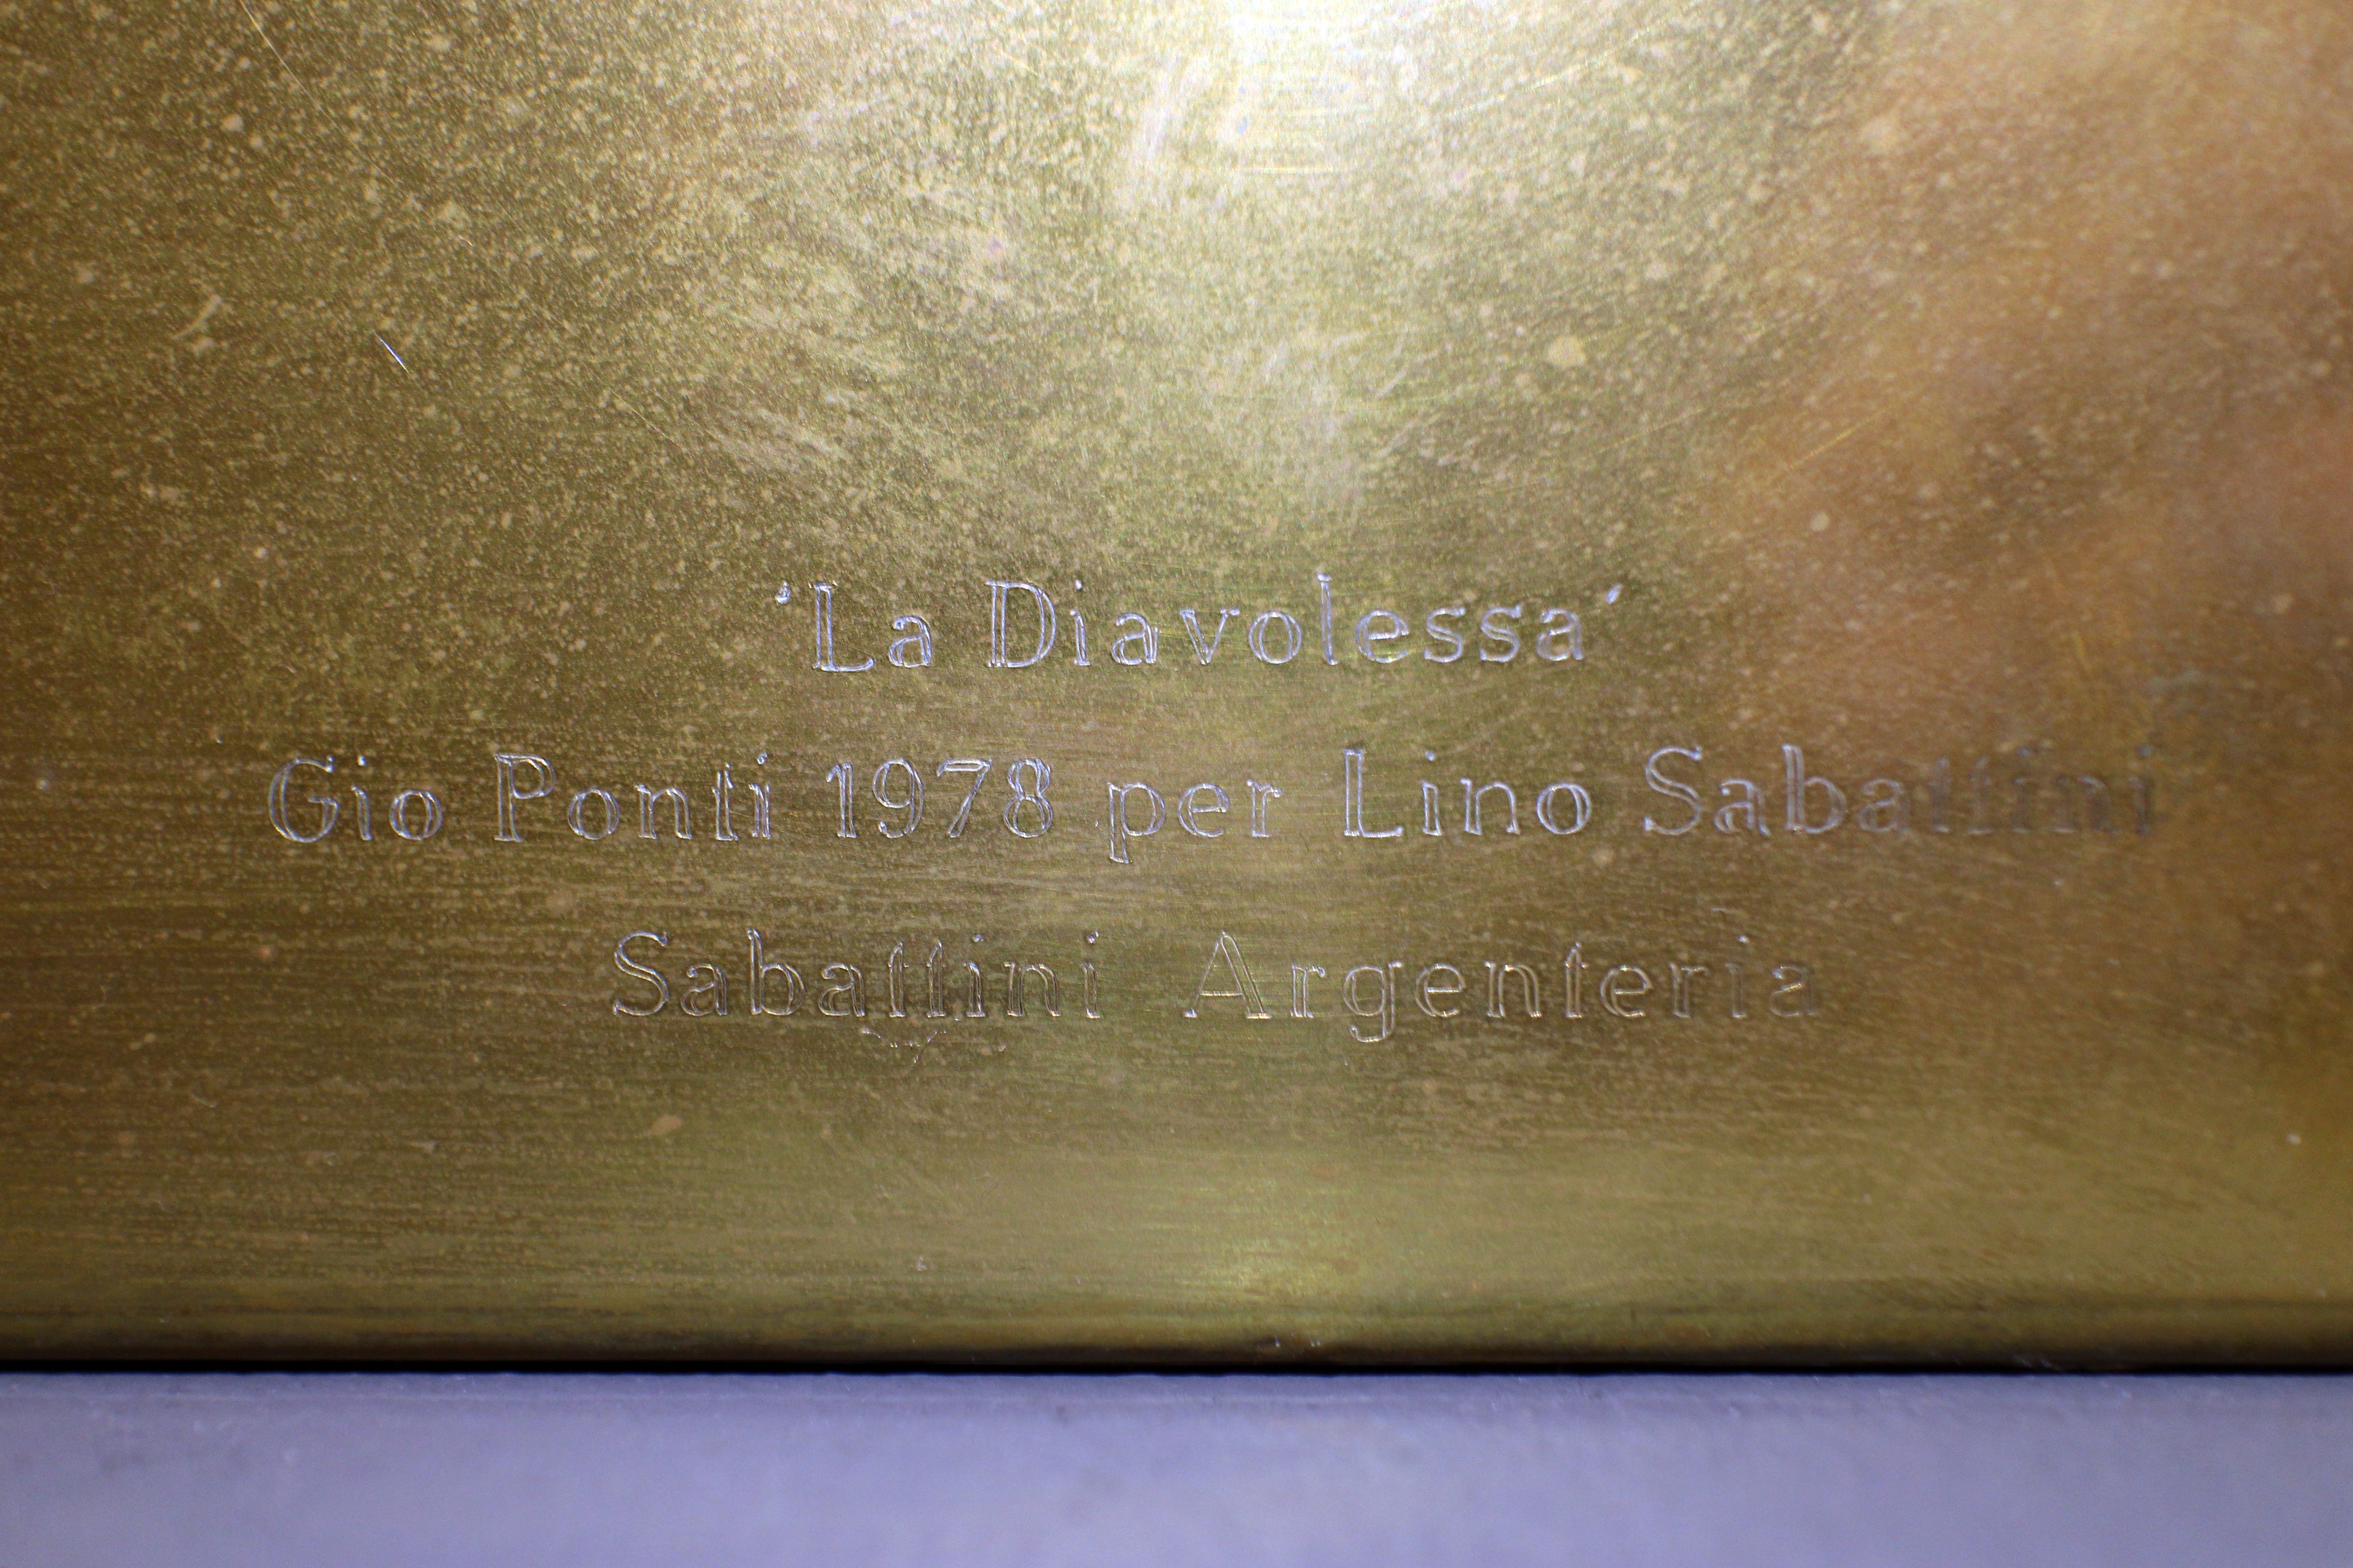 ‘La Diavolessa’
Gio Ponti 1978 per Lino Sabattini
Sabattini Argenteria